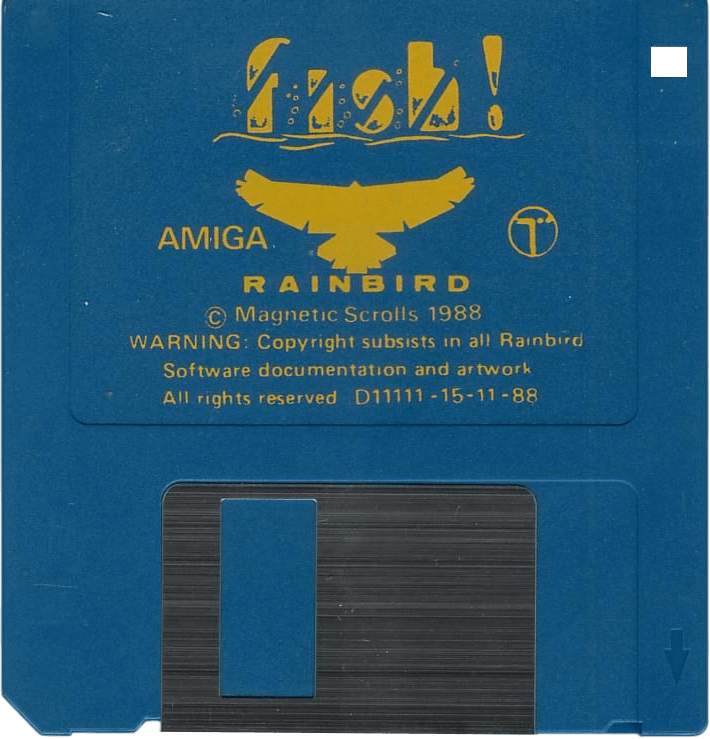 fish!
AMIGA
RAINBIRD
© Magnetic Scrolls 1988
WARNING: Copyright subsists in all Rainbird
Software documentation and artwork
All rights reserved D11111-15-11-88